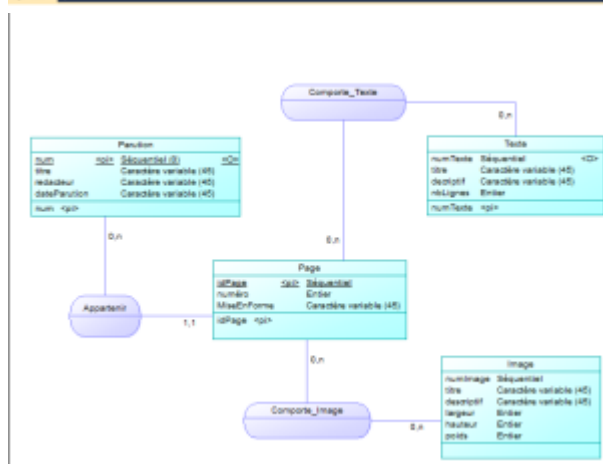 Comporte_Texte
0,n
Parution
num <pi> Séquentiel (8) <O>
titre Caractère variable (45)
redacteur Caractère variable (45)
dateParution Caractère variable (45)
num <pi>
Texte
numTexte Séquentiel <O>
titre Caractère variable (45)
decriptif Caractère variable (45)
nbLignes Entier
numTexte <pi>
0,n
0,n
Page
idPage <pi> Séquentiel
numéro Entier
MiseEnForme Caractère variable (45)
idPage <pi>
Appartenir
1,1
0,n
Image
numImage Séquentiel
titre Caractère variable (45)
descriptif Caractère variable (45)
largeur Entier
hauteur Entier
poids Entier
Comporte_Image
0,n